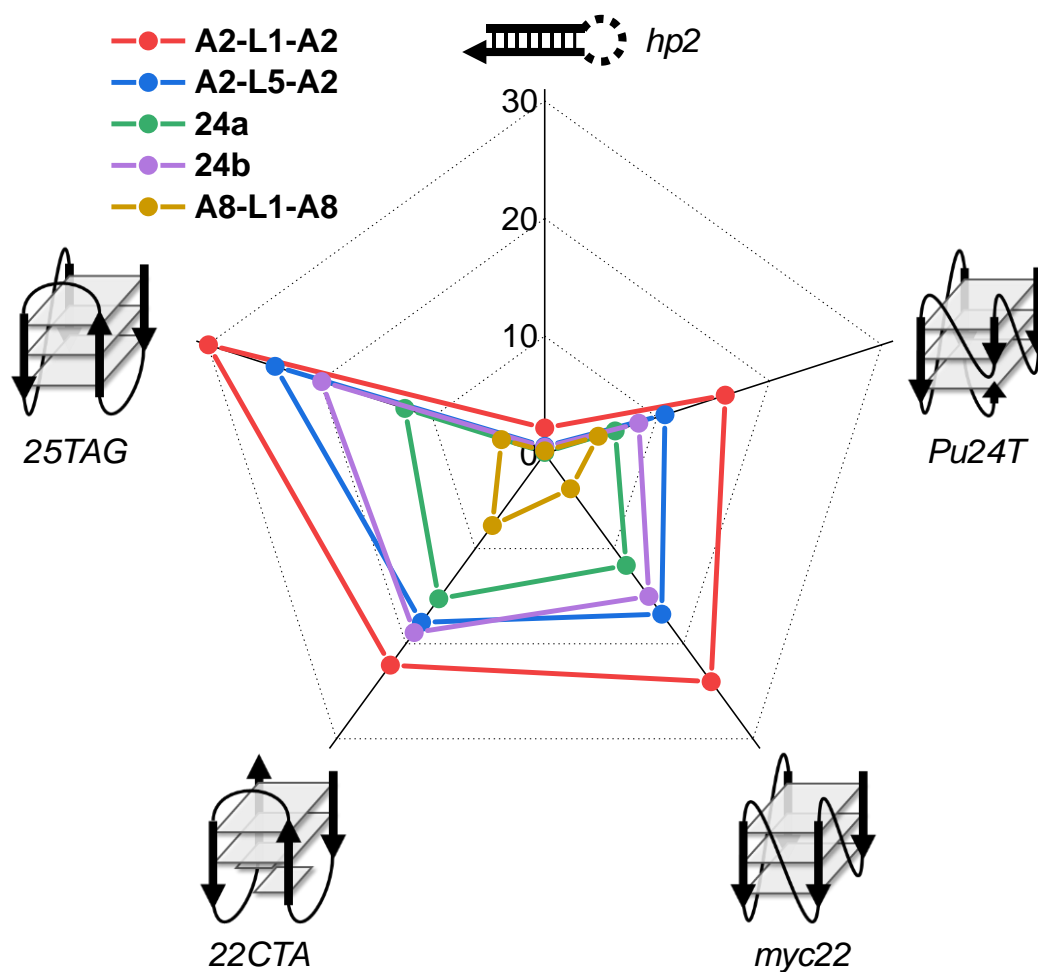 A2-L1-A2
A2-L5-A2
24a
24b
A8-L1-A8
hp2
30
20
10
0
25TAG
Pu24T
22CTA
myc22